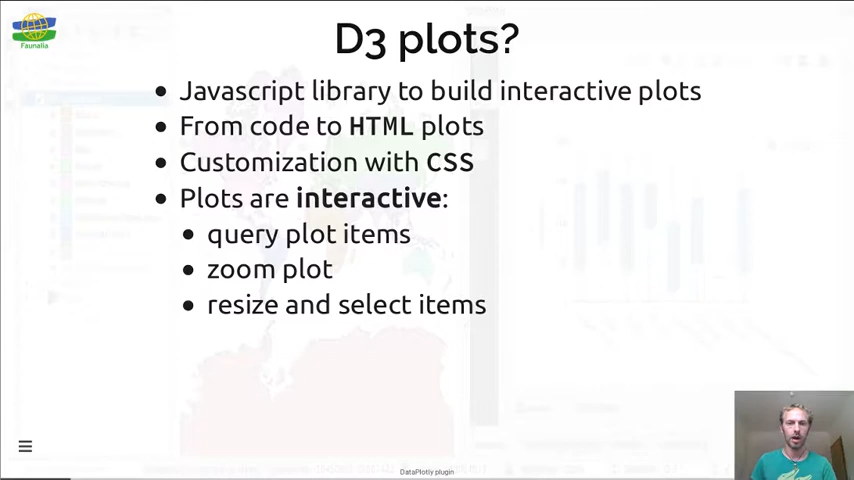 D3 plots?
Faunalia
Javascript library to build interactive plots
From code to HTML plots
Customization with CSS
Plots are interactive:
query plot items
zoom plot
resize and select items
DataPlotly plugin